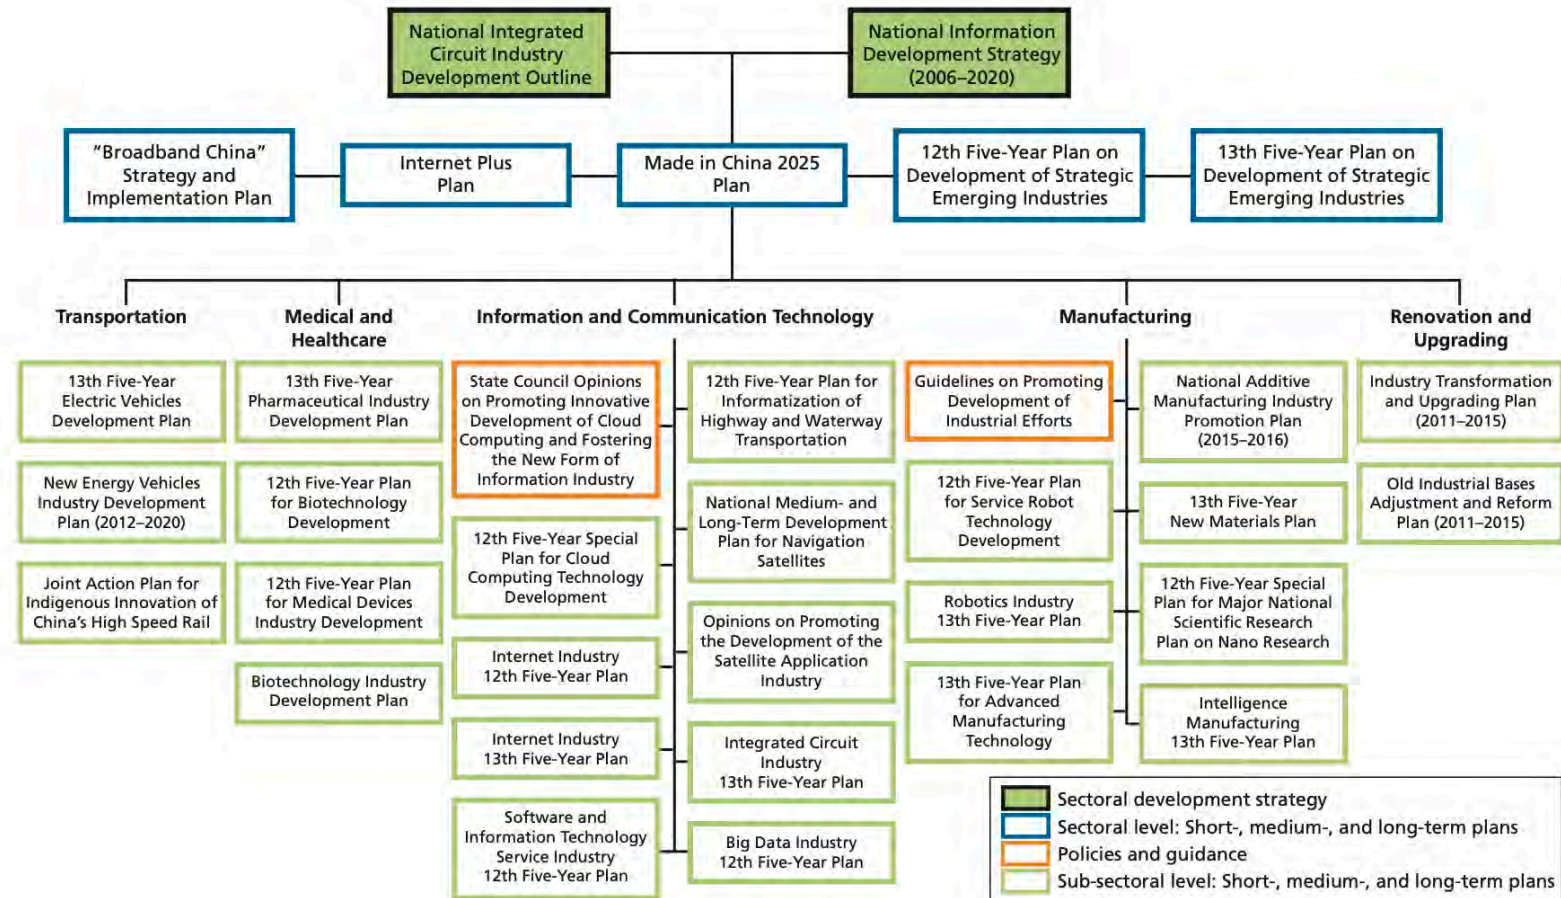 National Integrated
Circuit Industry
Development Outline
National Information
Development Strategy
(2006–2020)
"Broadband China"
Strategy and
Implementation Plan
Internet Plus
Plan
Made in China 2025
Plan
12th Five-Year Plan on
Development of Strategic
Emerging Industries
13th Five-Year Plan on
Development of Strategic
Emerging Industries
Transportation
13th Five-Year
Electric Vehicles
Development Plan
New Energy Vehicles
Industry Development
Plan (2012–2020)
Joint Action Plan for
Indigenous Innovation of
China's High Speed Rail
Medical and
Healthcare
13th Five-Year
Pharmaceutical Industry
Development Plan
12th Five-Year Plan
for Biotechnology
Development
12th Five-Year Plan
for Medical Devices
Industry Development
Biotechnology Industry
Development Plan
Information and Communication Technology
State Council Opinions
on Promoting Innovative
Development of Cloud
Computing and Fostering
the New Form of
Information Industry
12th Five-Year Special
Plan for Cloud
Computing Technology
Development
Internet Industry
12th Five-Year Plan
Internet Industry
13th Five-Year Plan
Software and
Information Technology
Service Industry
12th Five-Year Plan
12th Five-Year Plan for
Informatization of
Highway and Waterway
Transportation
National Medium- and
Long-Term Development
Plan for Navigation
Satellites
Opinions on Promoting
the Development of the
Satellite Application
Industry
Integrated Circuit
Industry
13th Five-Year Plan
Big Data Industry
12th Five-Year Plan
Manufacturing
Guidelines on Promoting
Development of
Industrial Efforts
12th Five-Year Plan
for Service Robot
Technology
Development
Robotics Industry
13th Five-Year Plan
13th Five-Year Plan
for Advanced
Manufacturing
Technology
National Additive
Manufacturing Industry
Promotion Plan
(2015–2016)
13th Five-Year
New Materials Plan
12th Five-Year Special
Plan for Major National
Scientific Research
Plan on Nano Research
Intelligence
Manufacturing
13th Five-Year Plan
Renovation and
Upgrading
Industry Transformation
and Upgrading Plan
(2011–2015)
Old Industrial Bases
Adjustment and Reform
Plan (2011–2015)
Sectoral development strategy
Sectoral level: Short-, medium-, and long-term plans
Policies and guidance
Sub-sectoral level: Short-, medium-, and long-term plans